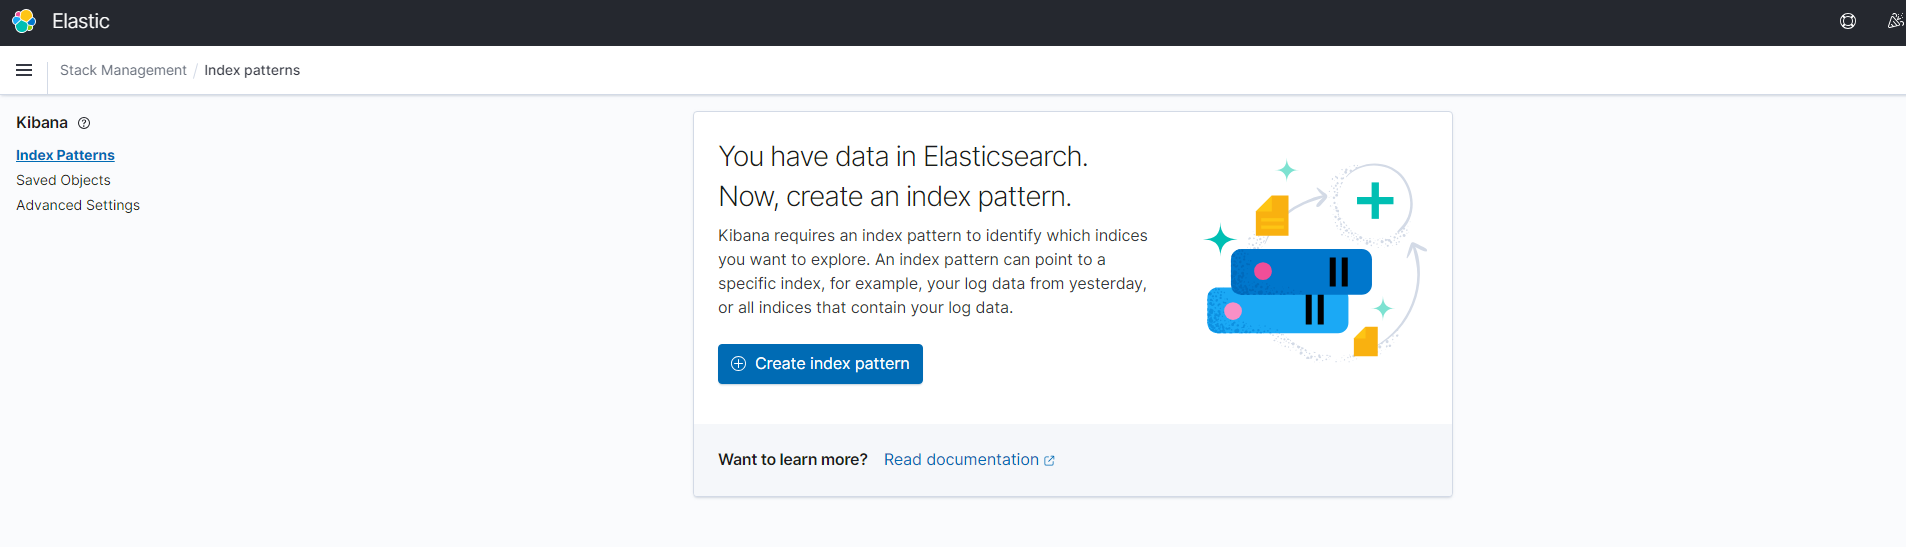 Elastic
Stack Management / Index patterns
Kibana
Index Patterns
Saved Objects
Advanced Settings
You have data in Elasticsearch.
Now, create an index pattern.
Kibana requires an index pattern to identify which indices
you want to explore. An index pattern can point to a
specific index, for example, your log data from yesterday,
or all indices that contain your log data.
Create index pattern
Want to learn more? Read documentation